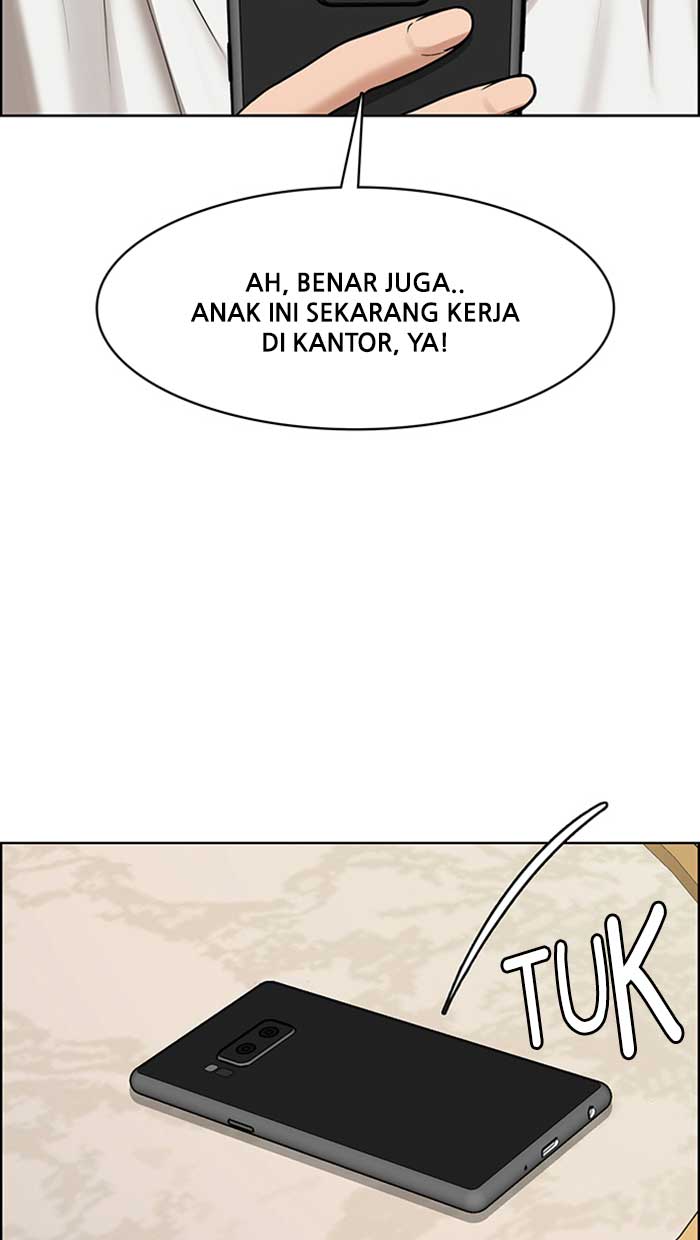 AH, BENAR JUGA..
ANAK INI SEKARANG KERJA
DI KANTOR, YA!
TUK